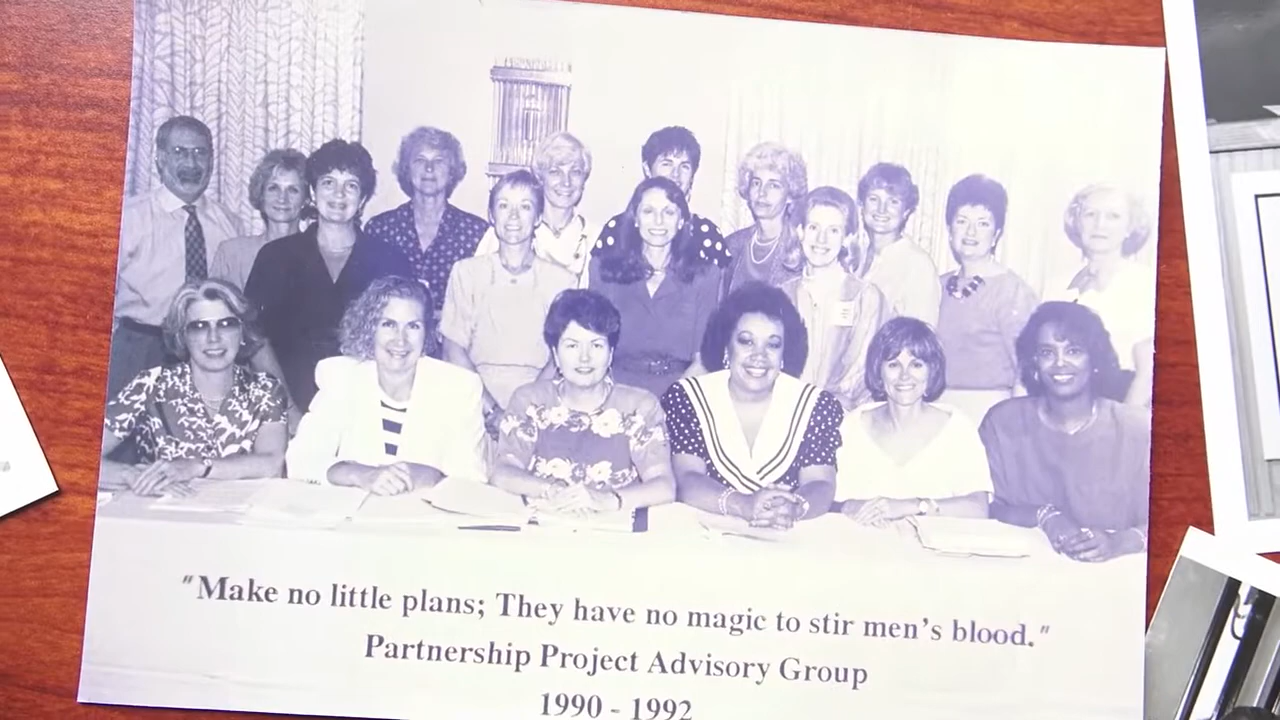 "Make no little plans; They have no magic to stir men's blood."
Partnership Project Advisory Group
1990 - 1992